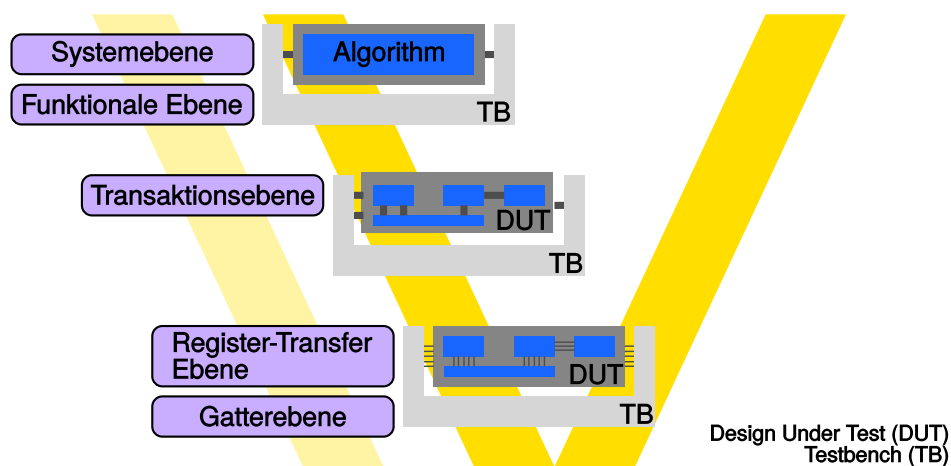 Systemebene
Algorithm
Funktionale Ebene
TB
Transaktionsebene
DUT
TB
Register-Transfer
Ebene
DUT
Gatterebene
TB
Design Under Test (DUT)
Testbench (TB)